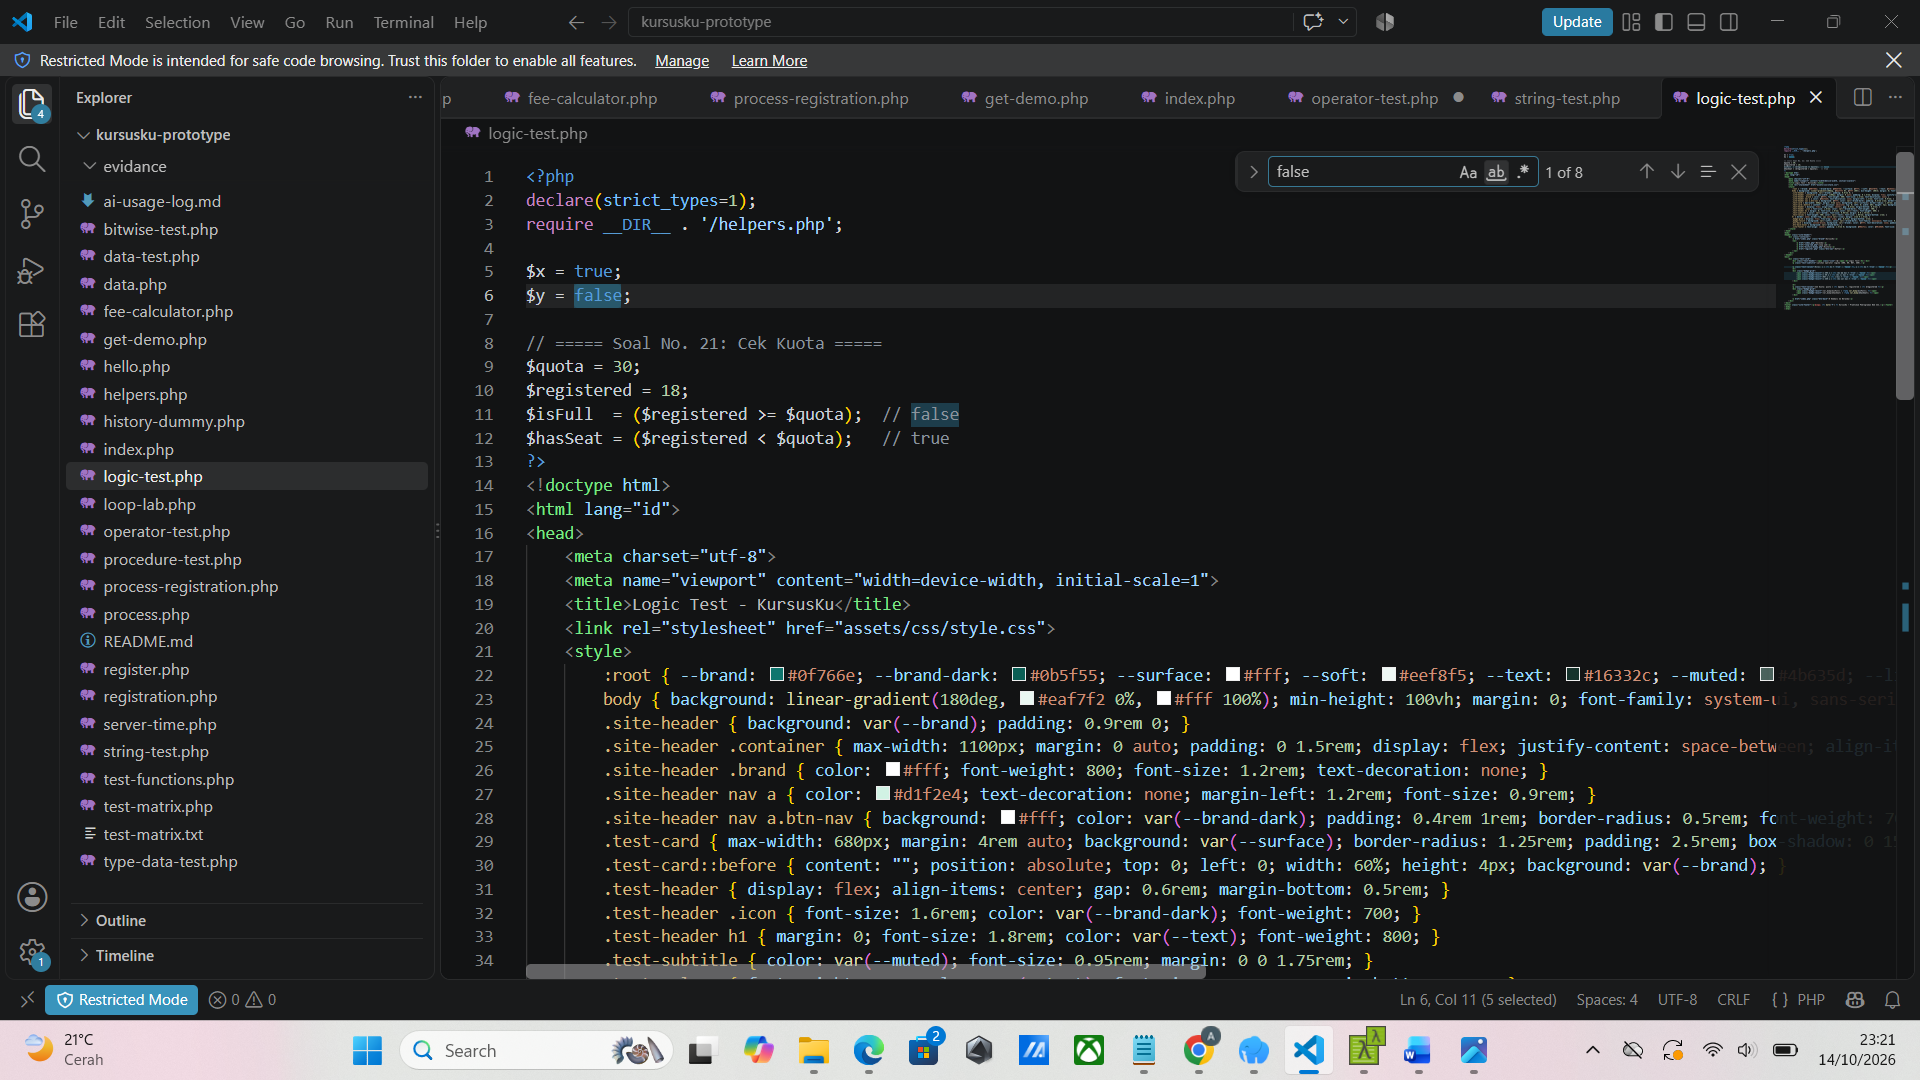 File Edit Selection View Go Run Terminal Help
kursusku-prototype
Update
Restricted Mode is intended for safe code browsing. Trust this folder to enable all features. Manage Learn More
Explorer
kursusku-prototype
evidance
ai-usage-log.md
bitwise-test.php
data-test.php
data.php
fee-calculator.php
get-demo.php
hello.php
helpers.php
history-dummy.php
index.php
logic-test.php
loop-lab.php
operator-test.php
procedure-test.php
process-registration.php
process.php
README.md
register.php
registration.php
server-time.php
string-test.php
test-functions.php
test-matrix.php
test-matrix.txt
type-data-test.php
Outline
Timeline
4
1
p fee-calculator.php process-registration.php get-demo.php index.php operator-test.php string-test.php logic-test.php
logic-test.php
false Aa ab .* 1 of 8
1 <?php
2 declare(strict_types=1);
3 require __DIR__ . '/helpers.php';
4
5 $x = true;
6 $y = false;
7
8 // ===== Soal No. 21: Cek Kuota =====
9 $quota = 30;
10 $registered = 18;
11 $isFull  = ($registered >= $quota);  // false
12 $hasSeat = ($registered < $quota);   // true
13 ?>
14 <!doctype html>
15 <html lang="id">
16 <head>
17     <meta charset="utf-8">
18     <meta name="viewport" content="width=device-width, initial-scale=1">
19     <title>Logic Test - KursusKu</title>
20     <link rel="stylesheet" href="assets/css/style.css">
21     <style>
22         :root { --brand: #0f766e; --brand-dark: #0b5f55; --surface: #fff; --soft: #eef8f5; --text: #16332c; --muted: #4b635d; --l
23         body { background: linear-gradient(180deg, #eaf7f2 0%, #fff 100%); min-height: 100vh; margin: 0; font-family: system-ui, sans-seri
24         .site-header { background: var(--brand); padding: 0.9rem 0; }
25         .site-header .container { max-width: 1100px; margin: 0 auto; padding: 0 1.5rem; display: flex; justify-content: space-between; align-it
26         .site-header .brand { color: #fff; font-weight: 800; font-size: 1.2rem; text-decoration: none; }
27         .site-header nav a { color: #d1f2e4; text-decoration: none; margin-left: 1.2rem; font-size: 0.9rem; }
28         .site-header nav a.btn-nav { background: #fff; color: var(--brand-dark); padding: 0.4rem 1rem; border-radius: 0.5rem; font-weight: 7
29         .test-card { max-width: 680px; margin: 4rem auto; background: var(--surface); border-radius: 1.25rem; padding: 2.5rem; box-shadow: 0 1
30         .test-card::before { content: ""; position: absolute; top: 0; left: 0; width: 60%; height: 4px; background: var(--brand); }
31         .test-header { display: flex; align-items: center; gap: 0.6rem; margin-bottom: 0.5rem; }
32         .test-header .icon { font-size: 1.6rem; color: var(--brand-dark); font-weight: 700; }
33         .test-header h1 { margin: 0; font-size: 1.8rem; color: var(--text); font-weight: 800; }
34         .test-subtitle { color: var(--muted); font-size: 0.95rem; margin: 0 0 1.75rem; }
Restricted Mode 0 0 Ln 6, Col 11 (5 selected) Spaces: 4 UTF-8 CRLF { } PHP
21°C
Cerah
Search
2
A
23:21
14/10/2026